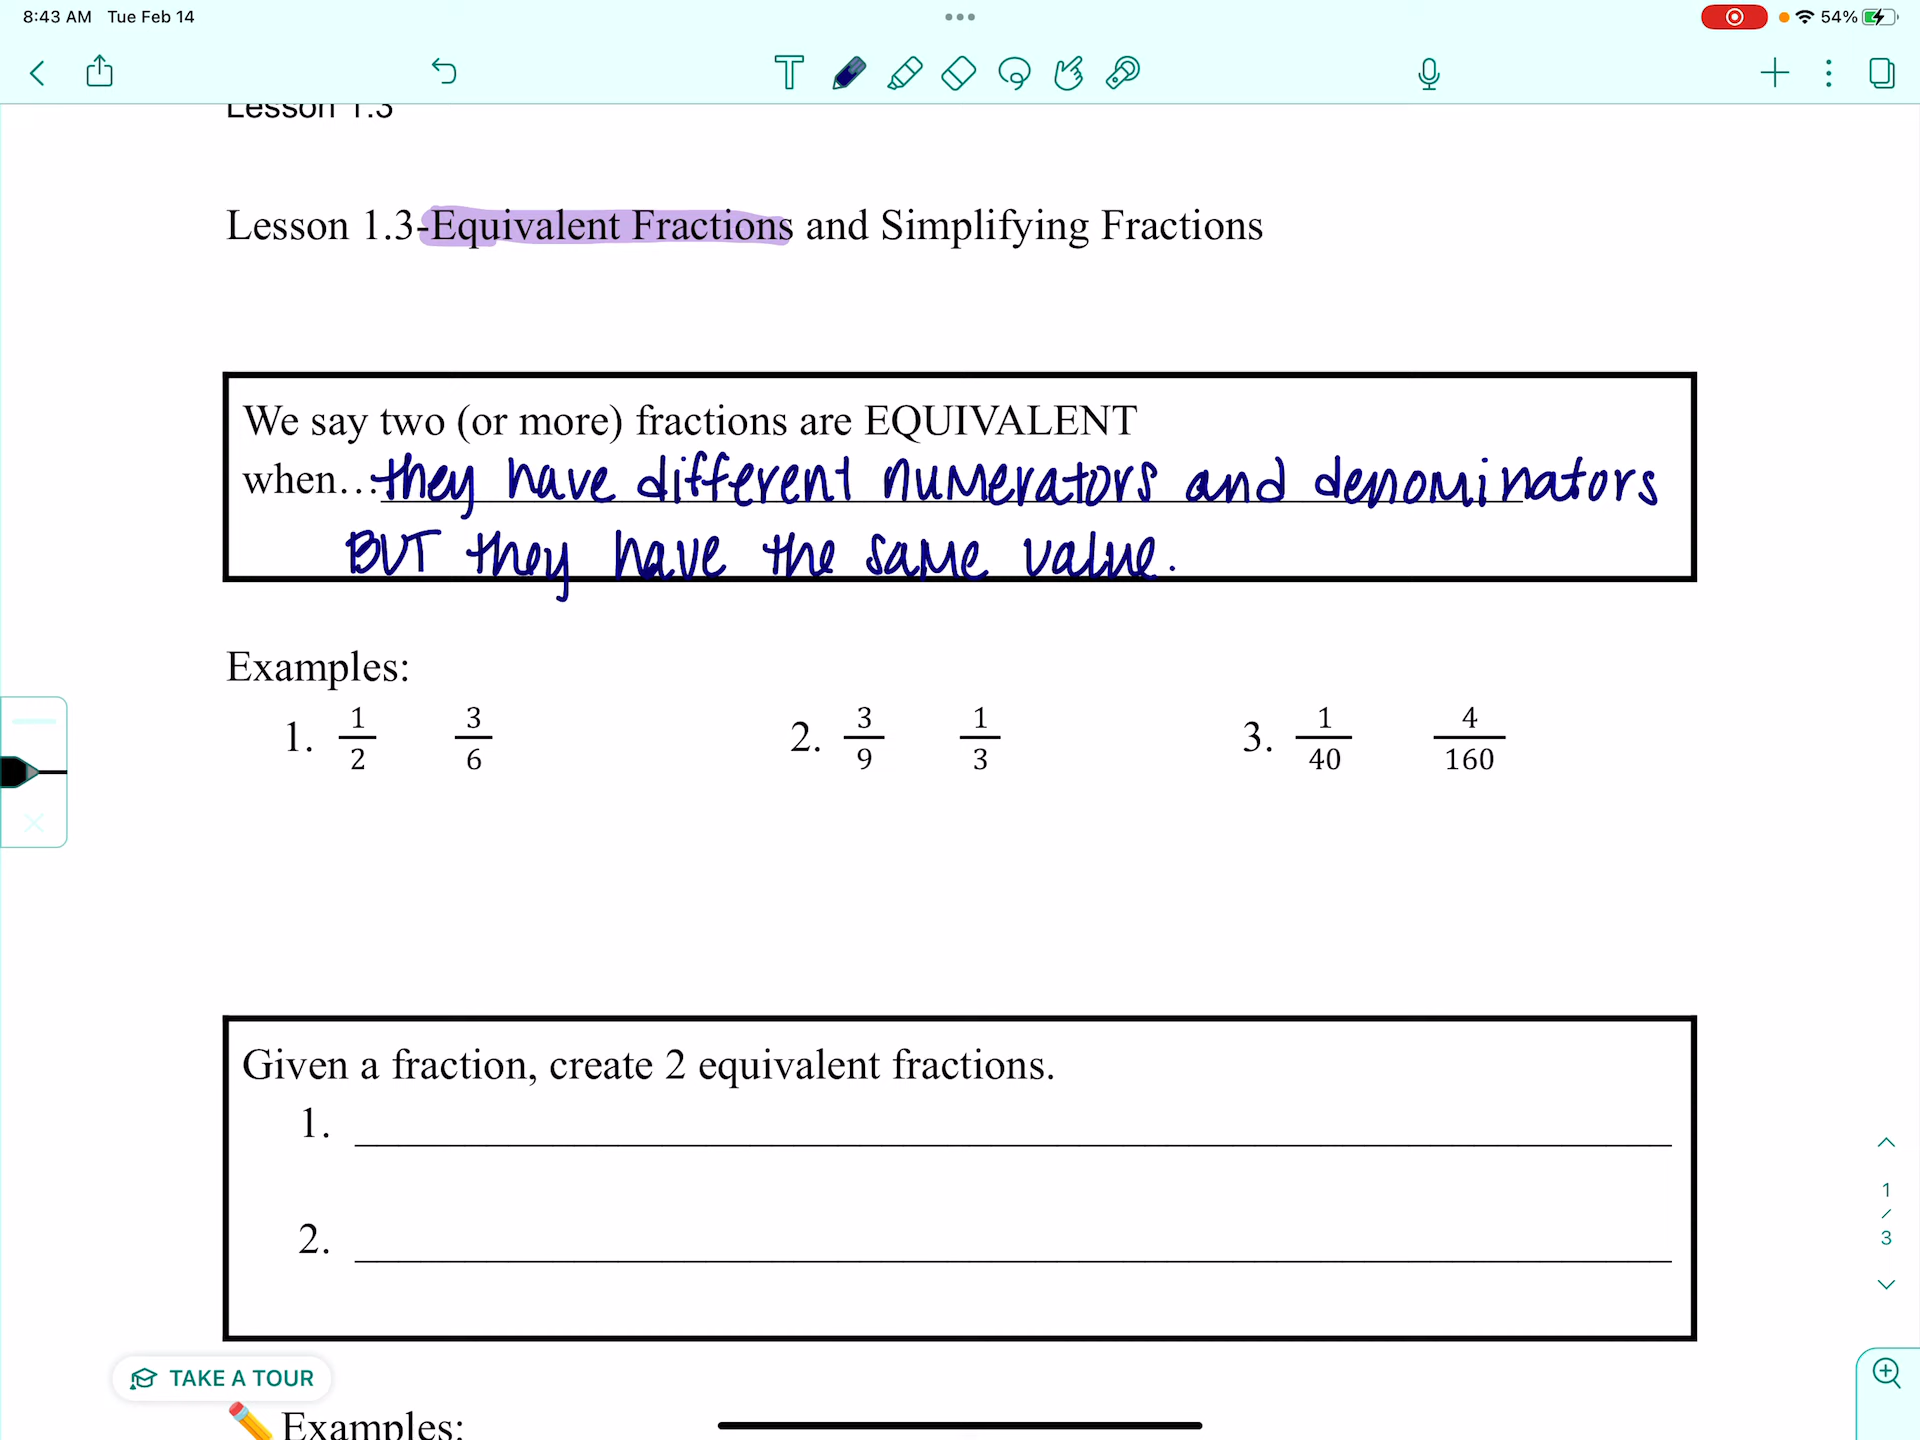 8:43 AM Tue Feb 14
54%
Lesson 1.3
Lesson 1.3-Equivalent Fractions and Simplifying Fractions
We say two (or more) fractions are EQUIVALENT
when...they have different numerators and denominators
BUT they have the same value.
Examples:
1. 1/2 3/6 2. 3/9 1/3 3. 1/40 4/160
Given a fraction, create 2 equivalent fractions.
1.
2.
1 / 3
TAKE A TOUR
Examples: